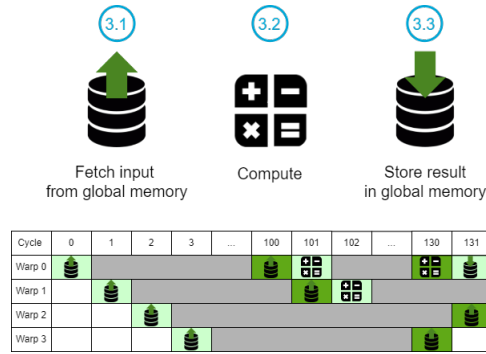 3.1 3.2 3.3
Fetch input
from global memory
Compute
Store result
in global memory
Cycle 0 1 2 3 ... 100 101 102 ... 130 131
Warp 0
Warp 1
Warp 2
Warp 3